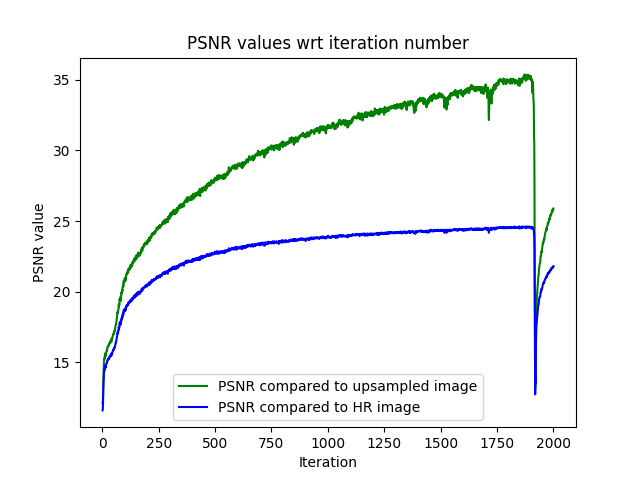 PSNR values wrt iteration number
PSNR value
35
30
25
20
15
PSNR compared to upsampled image
PSNR compared to HR image
0 250 500 750 1000 1250 1500 1750 2000
Iteration